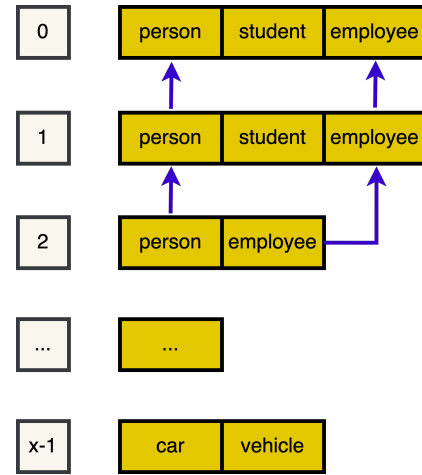 0 person student employee
1 person student employee
2 person employee
... ...
x-1 car vehicle